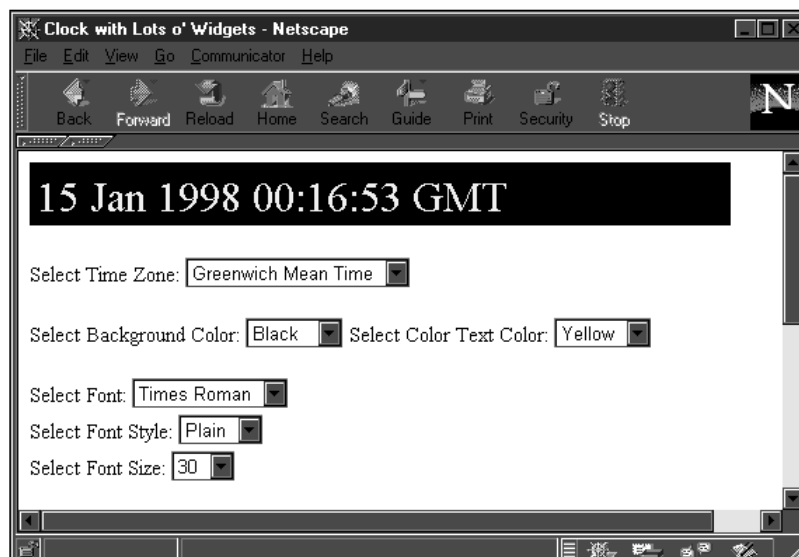 Clock with Lots o' Widgets - Netscape
File Edit View Go Communicator Help
Back Forward Reload Home Search Guide Print Security Stop
N
15 Jan 1998 00:16:53 GMT
Select Time Zone: Greenwich Mean Time
Select Background Color: Black Select Color Text Color: Yellow
Select Font: Times Roman
Select Font Style: Plain
Select Font Size: 30